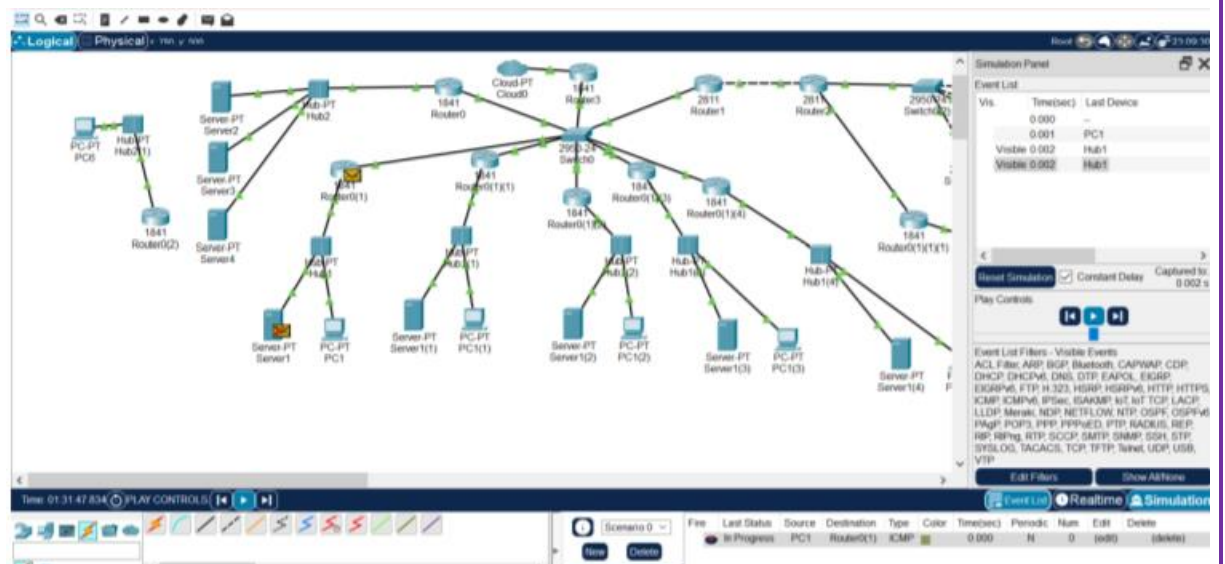 Logical Physical
Root
Simulation Panel
Event List
Vis. Time(sec) Last Device
0.000 --
0.001 PC1
Visible 0.002 Hub1
Visible 0.002 Hub1
Reset Simulation Constant Delay Captured to:
0.002 s
Play Controls
Event List Filters - Visible Events
ACL Filter, ARP, BGP, Bluetooth, CAPWAP, CDP,
DHCP, DHCPv6, DNS, DTP, EAPOL, EIGRP,
EIGRPv6, FTP, H.323, HSRP, HSRPv6, HTTP, HTTPS,
ICMP, ICMPv6, IPSec, ISAKMP, IoT, IoT TCP, LACP,
LLDP, Meraki, NDP, NETFLOW, NTP, OSPF, OSPFv6,
PAgP, POP3, PPP, PPPoED, PTP, RADIUS, REP,
RIP, RIPng, RTP, SCCP, SMTP, SNMP, SSH, STP,
SYSLOG, TACACS, TCP, TFTP, Telnet, UDP, USB,
VTP
Edit Filters Show All/None
Cloud-PT
Cloud0
1841
Router3
1841
Router0
2811
Router1
2811
Hub-PT
Hub2
Server-PT
Server2
Server-PT
Server3
Server-PT
Server4
PC-PT
PC6
Hub-PT
Hub2(1)
1841
Router0(2)
2950-24
Switch0
1841
Router0(1)
1841
Router0(1)(1)
1841
1841
Router0(1)(3)
1841
Router0(1)(4)
1841
Router0(1)(1)(1)
Server-PT
Server1
PC-PT
PC1
Server-PT
Server1(1)
PC-PT
PC1(1)
Server-PT
Server1(2)
PC-PT
PC1(2)
Server-PT
Server1(3)
PC-PT
PC1(3)
Hub1(4)
Server-PT
Server1(4)
Time: 01:31:47.834 PLAY CONTROLS
Event List Realtime Simulation
Scenario 0
New Delete
Fire Last Status Source Destination Type Color Time(sec) Periodic Num Edit Delete
In Progress PC1 Router0(1) ICMP 0.000 N 0 (edit) (delete)